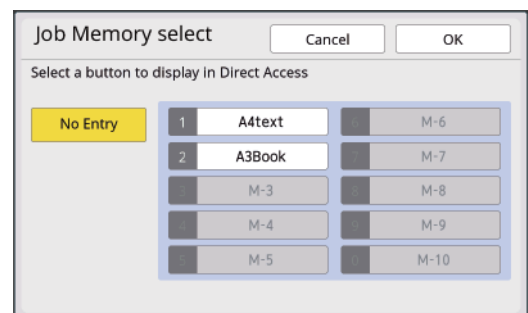 Job Memory select Cancel OK
Select a button to display in Direct Access
No Entry
1 A4text 6 M-6
2 A3Book 7 M-7
3 M-3 8 M-8
4 M-4 9 M-9
5 M-5 0 M-10